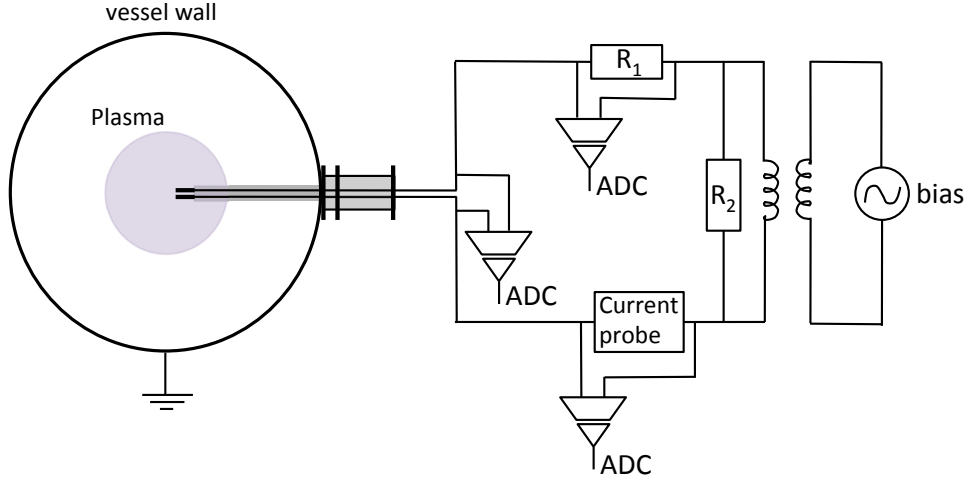 vessel wall
Plasma
R1
ADC
R2
bias
ADC
Current
probe
ADC